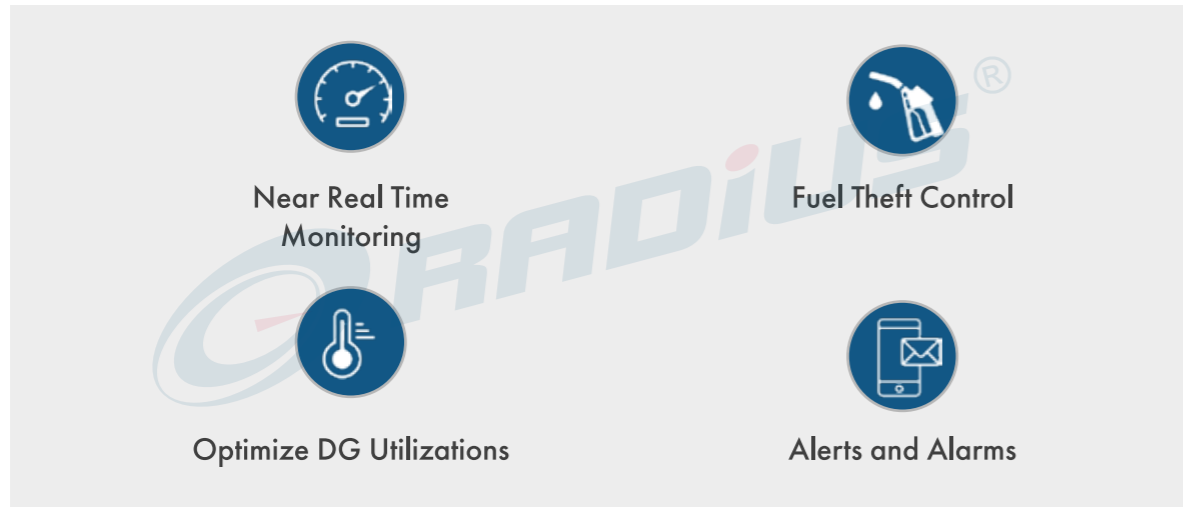 Near Real Time
Monitoring
Fuel Theft Control
RADiUS®
Optimize DG Utilizations
Alerts and Alarms